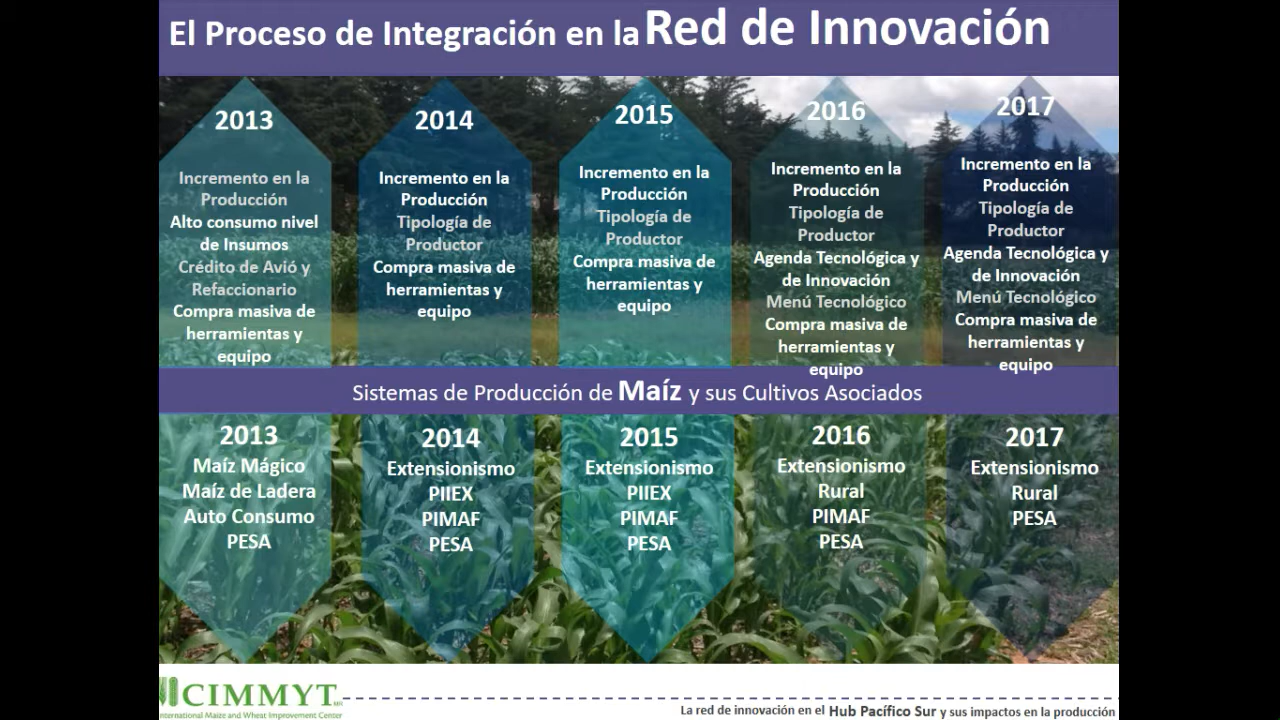 El Proceso de Integración en la Red de Innovación
2013
Incremento en la
Producción
Alto consumo nivel
de Insumos
Crédito de Avió y
Refaccionario
Compra masiva de
herramientas y
equipo
2014
Incremento en la
Producción
Tipología de
Productor
Compra masiva de
herramientas y
equipo
2015
Incremento en la
Producción
Tipología de
Productor
Compra masiva de
herramientas y
equipo
2016
Incremento en la
Producción
Tipología de
Productor
Agenda Tecnológica y
de Innovación
Menú Tecnológico
Compra masiva de
herramientas y
equipo
2017
Incremento en la
Producción
Tipología de
Productor
Agenda Tecnológica y
de Innovación
Menú Tecnológico
Compra masiva de
herramientas y
equipo
Sistemas de Producción de Maíz y sus Cultivos Asociados
2013
Maíz Mágico
Maíz de Ladera
Auto Consumo
PESA
2014
Extensionismo
PIIEX
PIMAF
PESA
2015
Extensionismo
PIIEX
PIMAF
PESA
2016
Extensionismo
Rural
PIMAF
PESA
2017
Extensionismo
Rural
PESA
CIMMYT
International Maize and Wheat Improvement Center
La red de innovación en el Hub Pacífico Sur y sus impactos en la producción